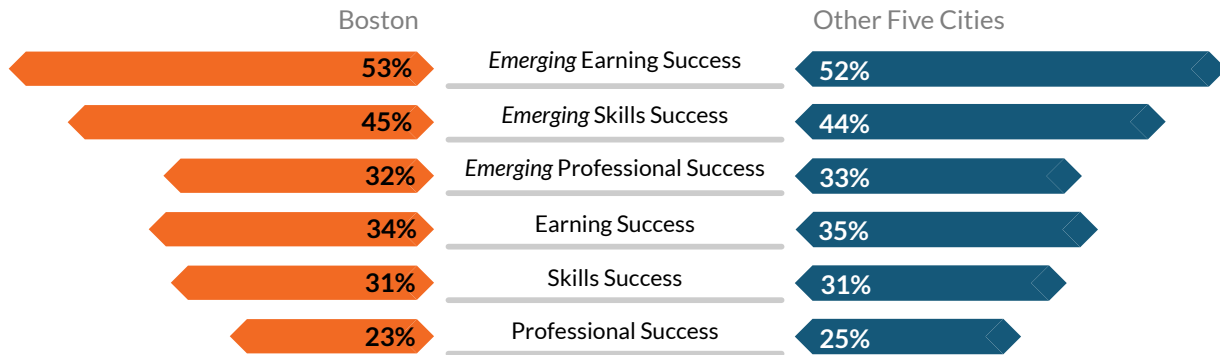 Boston Other Five Cities
53% Emerging Earning Success 52%
45% Emerging Skills Success 44%
32% Emerging Professional Success 33%
34% Earning Success 35%
31% Skills Success 31%
23% Professional Success 25%